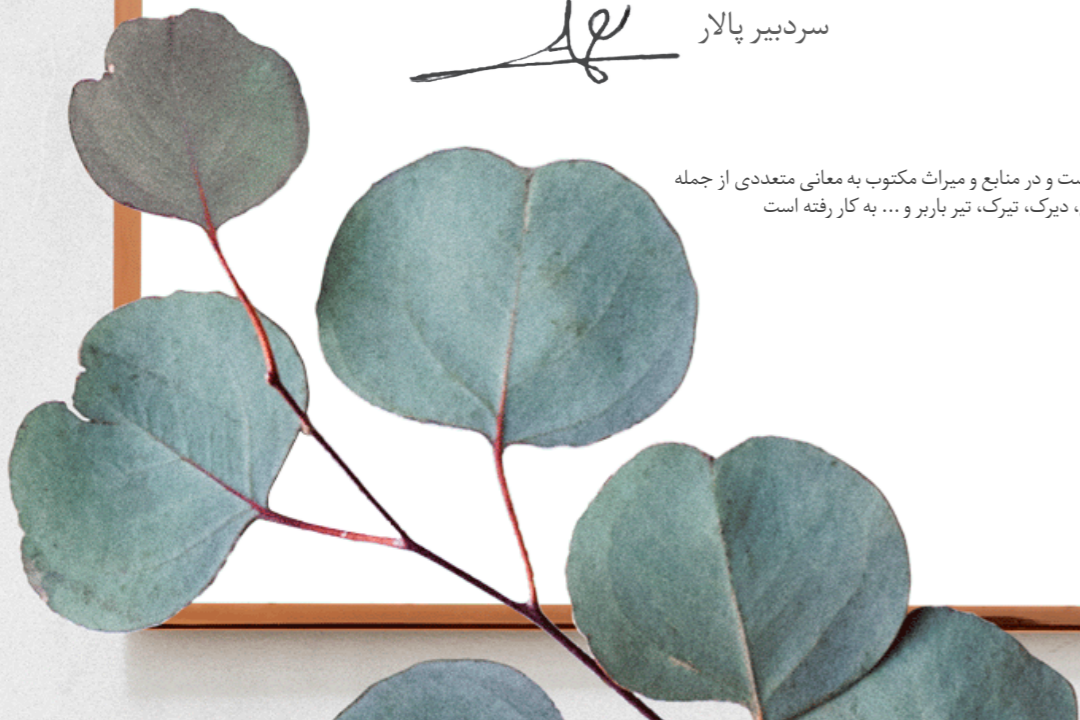 سردبیر پالار
ست و در منابع و میراث مکتوب به معانی متعددی از جمله
، دیرک، تیرک، تیر باربر و ... به کار رفته است